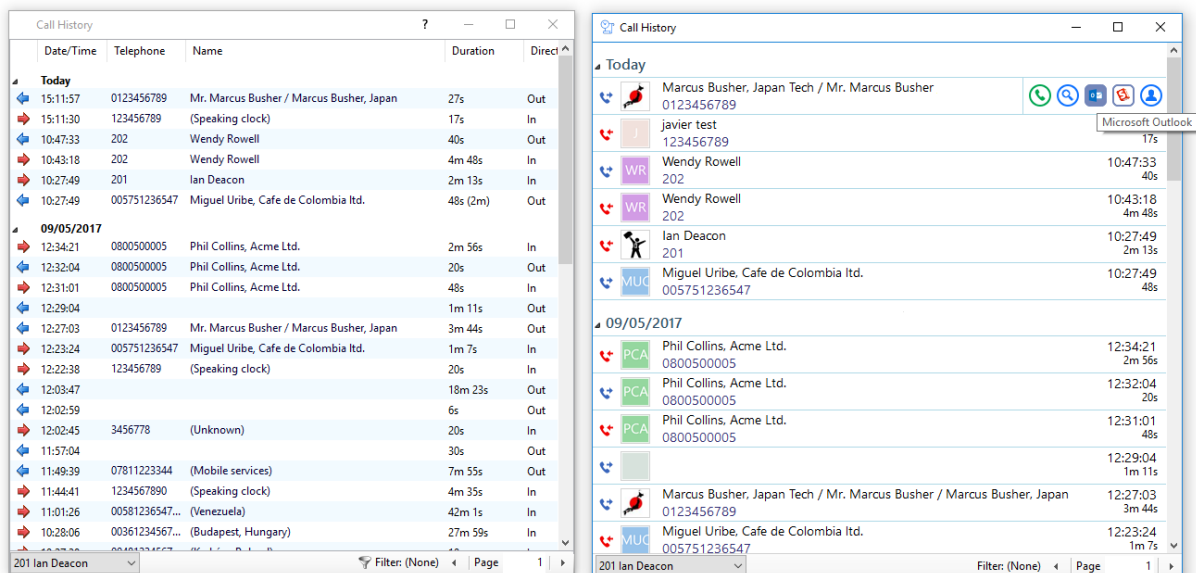 Call History ?
Date/Time Telephone Name Duration Direct
Today
15:11:57 0123456789 Mr. Marcus Busher / Marcus Busher, Japan 27s Out
15:11:30 123456789 (Speaking clock) 17s In
10:47:33 202 Wendy Rowell 40s Out
10:43:18 202 Wendy Rowell 4m 48s In
10:27:49 201 Ian Deacon 2m 13s In
10:27:49 005751236547 Miguel Uribe, Cafe de Colombia ltd. 48s (2m) Out
09/05/2017
12:34:21 0800500005 Phil Collins, Acme Ltd. 2m 56s In
12:32:04 0800500005 Phil Collins, Acme Ltd. 20s Out
12:31:01 0800500005 Phil Collins, Acme Ltd. 48s In
12:29:04 1m 11s Out
12:27:03 0123456789 Mr. Marcus Busher / Marcus Busher, Japan 3m 44s Out
12:23:24 005751236547 Miguel Uribe, Cafe de Colombia ltd. 1m 7s In
12:22:38 123456789 (Speaking clock) 20s In
12:03:47 18m 23s Out
12:02:59 6s Out
12:02:45 3456778 (Unknown) 20s In
11:57:04 30s Out
11:49:39 07811223344 (Mobile services) 7m 55s Out
11:44:41 1234567890 (Speaking clock) 4m 35s In
11:01:26 00581236547... (Venezuela) 42m 1s In
10:28:06 00361234567... (Budapest, Hungary) 27m 59s In
201 Ian Deacon Filter: (None) Page 1
Call History
Today
Marcus Busher, Japan Tech / Mr. Marcus Busher
0123456789
Microsoft Outlook
J javier test
123456789 17s
WR Wendy Rowell 10:47:33
202 40s
WR Wendy Rowell 10:43:18
202 4m 48s
Ian Deacon 10:27:49
201 2m 13s
MUC Miguel Uribe, Cafe de Colombia ltd. 10:27:49
005751236547 48s
09/05/2017
PCA Phil Collins, Acme Ltd. 12:34:21
0800500005 2m 56s
PCA Phil Collins, Acme Ltd. 12:32:04
0800500005 20s
PCA Phil Collins, Acme Ltd. 12:31:01
0800500005 48s
12:29:04
1m 11s
Marcus Busher, Japan Tech / Mr. Marcus Busher / Marcus Busher, Japan 12:27:03
0123456789 3m 44s
MUC Miguel Uribe, Cafe de Colombia ltd. 12:23:24
005751236547 1m 7s
201 Ian Deacon Filter: (None) Page 1